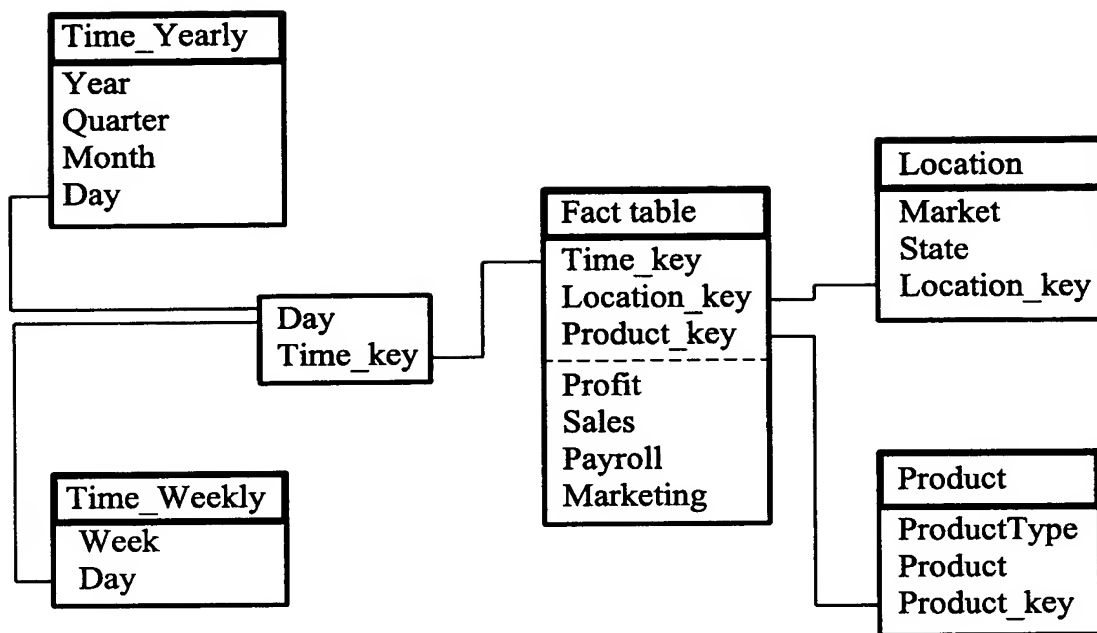 Time_Yearly
Year
Quarter
Month
Day
Day
Time_key
Time_Weekly
Week
Day
Fact table
Time_key
Location_key
Product_key
Profit
Sales
Payroll
Marketing
Location
Market
State
Location_key
Product
ProductType
Product
Product_key